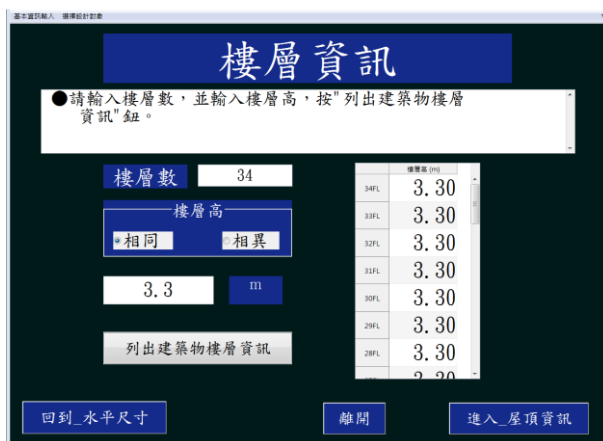 基本資訊輸入 選擇設計對象
樓層資訊
●請輸入樓層數，並輸入樓層高，按"列出建築物樓層
資訊"鈕。
樓層數 34
樓層高
相同 相異
3.3 m
列出建築物樓層資訊
樓層高 (m)
34FL 3.30
33FL 3.30
32FL 3.30
31FL 3.30
30FL 3.30
29FL 3.30
28FL 3.30
回到_水平尺寸 離開 進入_屋頂資訊